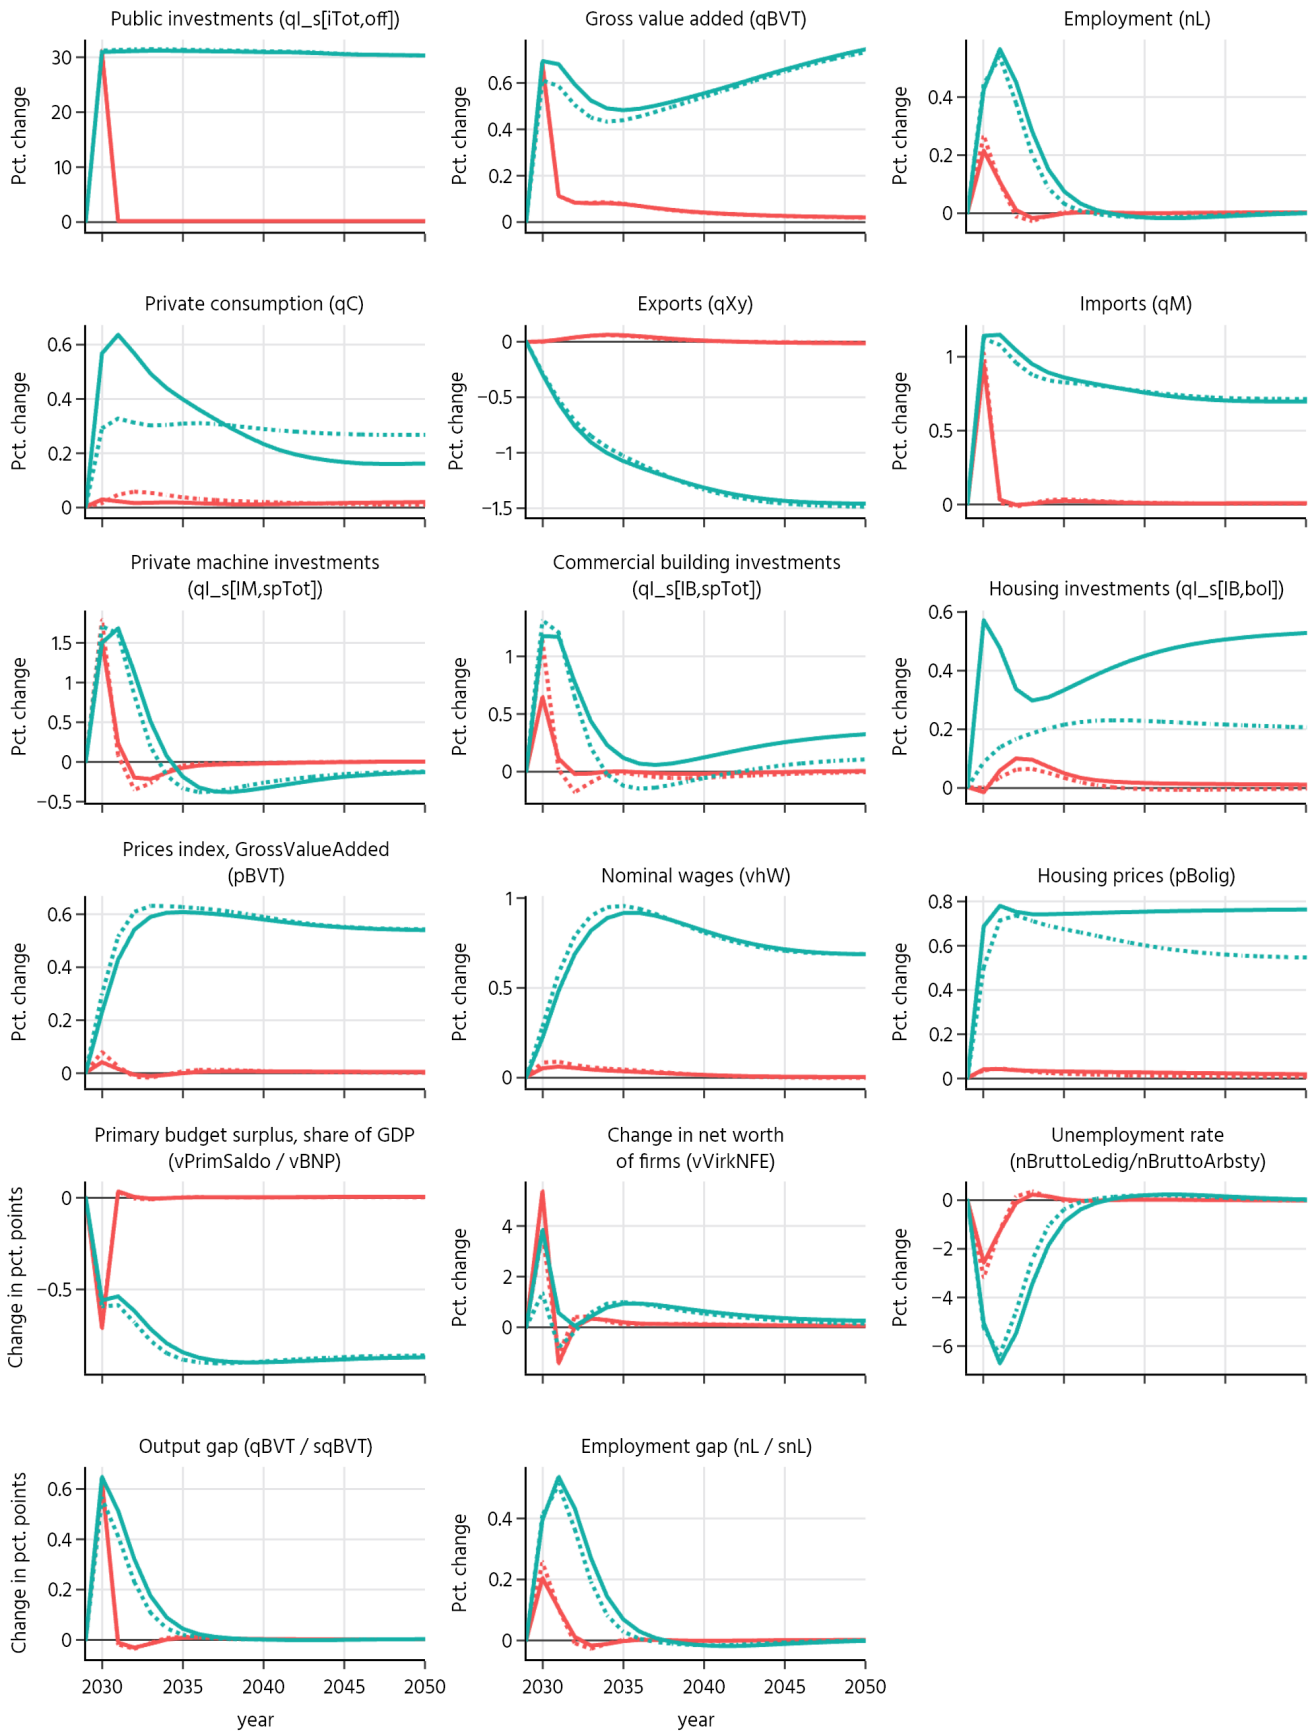 Public investments (qI_s[iTot,off])
Gross value added (qBVT)
Employment (nL)
Pct. change
30
20
10
0
Pct. change
0.6
0.4
0.2
0
Pct. change
0.4
0.2
0
Private consumption (qC)
Exports (qXy)
Imports (qM)
Pct. change
0.6
0.4
0.2
0
Pct. change
0
−0.5
−1
−1.5
Pct. change
1
0.5
0
Private machine investments
(qI_s[IM,spTot])
Commercial building investments
(qI_s[IB,spTot])
Housing investments (qI_s[IB,bol])
Pct. change
1.5
1
0.5
0
−0.5
Pct. change
1
0.5
0
Pct. change
0.6
0.4
0.2
0
Prices index, GrossValueAdded
(pBVT)
Nominal wages (vhW)
Housing prices (pBolig)
Pct. change
0.6
0.4
0.2
0
Pct. change
1
0.5
0
Pct. change
0.8
0.6
0.4
0.2
0
Primary budget surplus, share of GDP
(vPrimSaldo / vBNP)
Change in net worth
of firms (vVirkNFE)
Unemployment rate
(nBruttoLedig/nBruttoArbsty)
Change in pct. points
0
−0.5
Pct. change
4
2
0
Pct. change
0
−2
−4
−6
Output gap (qBVT / sqBVT)
Employment gap (nL / snL)
Change in pct. points
0.6
0.4
0.2
0
Pct. change
0.4
0.2
0
2030 2035 2040 2045 2050
year
2030 2035 2040 2045 2050
year